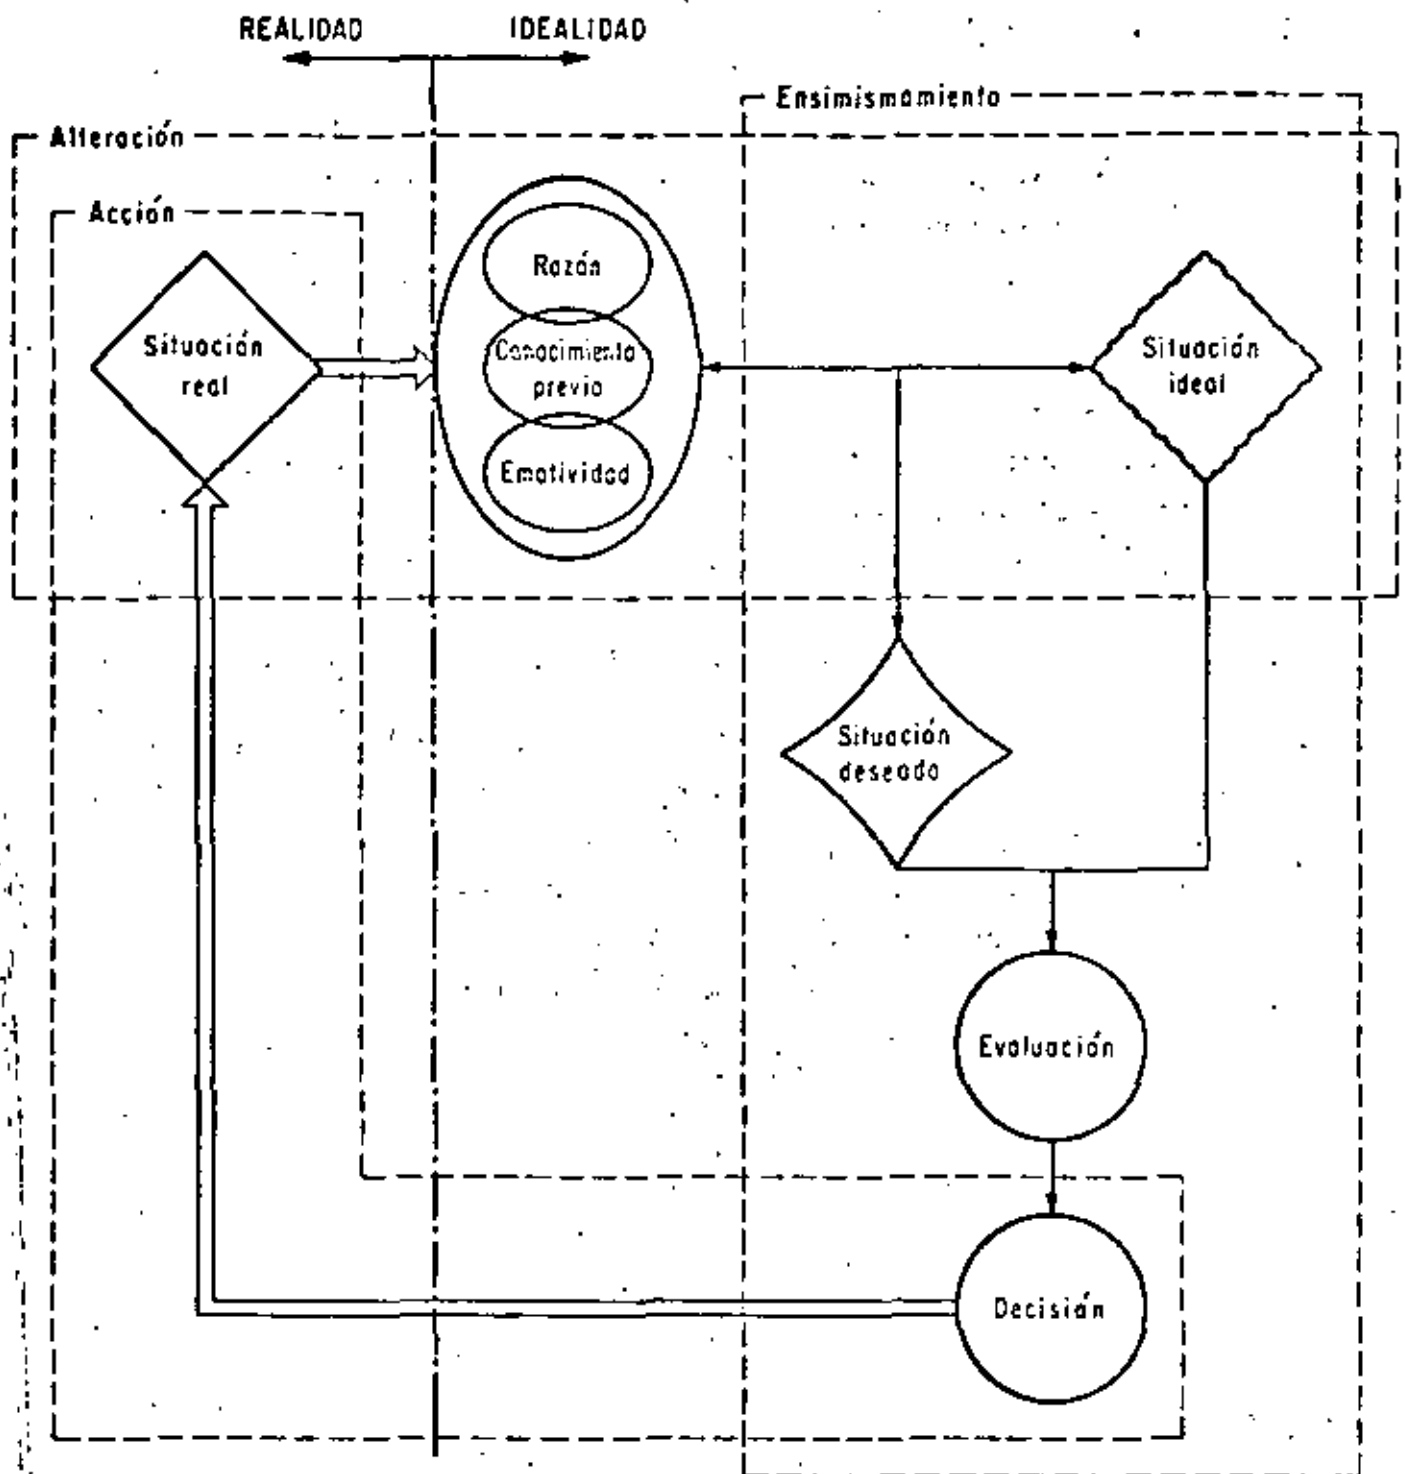 REALIDAD
IDEALIDAD
Ensimismamiento
Alteración
Acción
Razón
Situación
real
Conocimiento
previo
Situación
ideal
Emotividad
Situación
deseada
Evaluación
Decisión